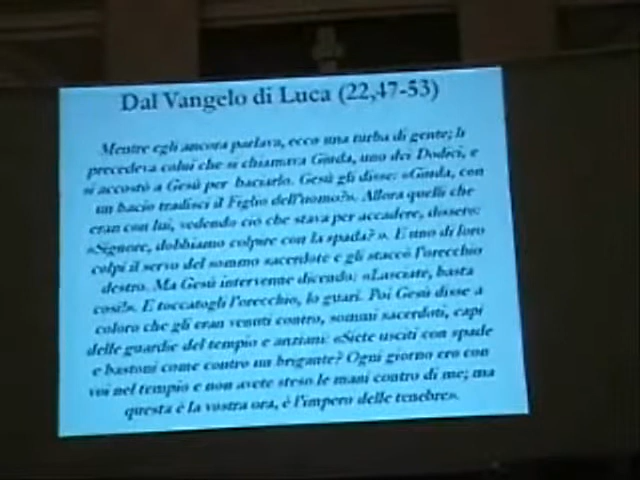 Dal Vangelo di Luca (22,47-53)
Mentre egli ancora parlava, ecco una turba di gente; li
precedeva colui che si chiamava Giuda, uno dei Dodici, e
si accostò a Gesù per baciarlo. Gesù gli disse: «Giuda, con
un bacio tradisci il Figlio dell'uomo?». Allora quelli che
eran con lui, vedendo ciò che stava per accadere, dissero:
«Signore, dobbiamo colpire con la spada? ». E uno di loro
colpì il servo del sommo sacerdote e gli staccò l'orecchio
destro. Ma Gesù intervenne dicendo: «Lasciate, basta
così!». E toccatogli l'orecchio, lo guarì. Poi Gesù disse a
coloro che gli eran venuti contro, sommi sacerdoti, capi
delle guardie del tempio e anziani: «Siete usciti con spade
e bastoni come contro un brigante? Ogni giorno ero con
voi nel tempio e non avete steso le mani contro di me; ma
questa è la vostra ora, è l'impero delle tenebre».